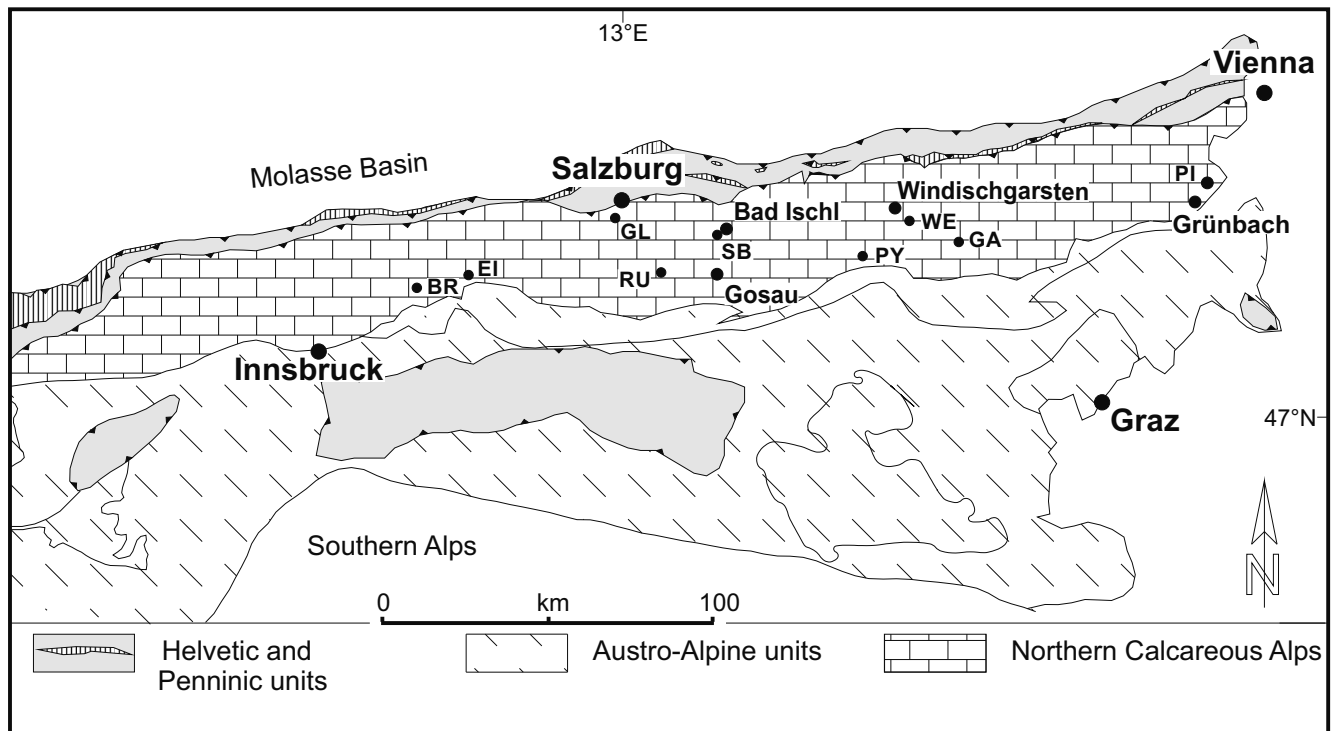 13°E
Vienna
Molasse Basin
Salzburg
PI
Windischgarsten
Bad Ischl
Grünbach
GL
WE
SB
GA
PY
EI
RU
BR
Gosau
Innsbruck
47°N
Graz
Southern Alps
N
0 km 100
Helvetic and
Penninic units
Austro-Alpine units
Northern Calcareous Alps